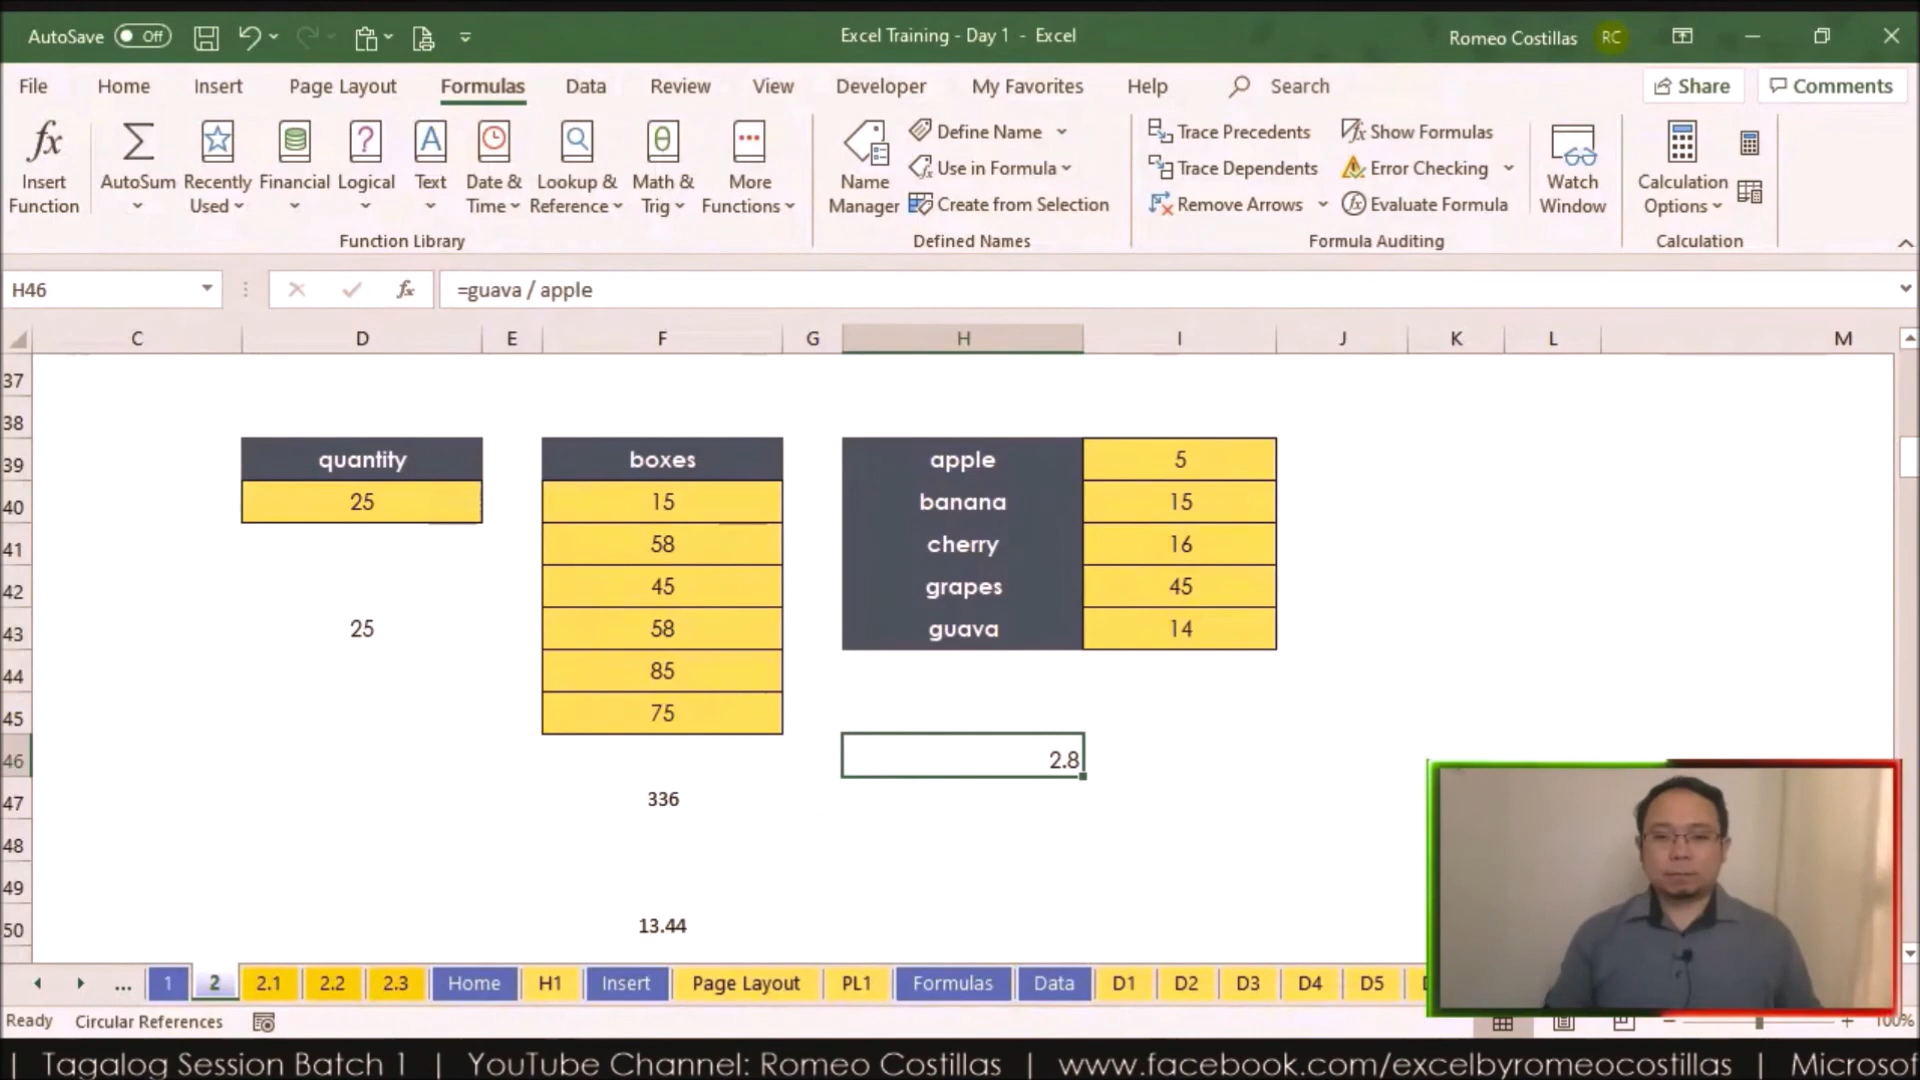 AutoSave Off Excel Training - Day 1 - Excel Romeo Costillas RC
File Home Insert Page Layout Formulas Data Review View Developer My Favorites Help Search Share Comments
fx Insert Function
AutoSum
Recently Used
Financial
Logical
Text
Date & Time
Lookup & Reference
Math & Trig
More Functions
Function Library
Name Manager
Define Name
Use in Formula
Create from Selection
Defined Names
Trace Precedents
Trace Dependents
Remove Arrows
Show Formulas
Error Checking
Evaluate Formula
Formula Auditing
Watch Window
Calculation Options
Calculation
H46 fx =guava / apple
C D E F G H I J K L M
37
38
39 quantity boxes apple 5
40 25 15 banana 15
41 58 cherry 16
42 45 grapes 45
43 25 58 guava 14
44 85
45 75
46 2.8
47 336
48
49
50 13.44
... 1 2 2.1 2.2 2.3 Home H1 Insert Page Layout PL1 Formulas Data D1 D2 D3 D4 D5
Ready Circular References 100%
| Tagalog Session Batch 1 | YouTube Channel: Romeo Costillas | www.facebook.com/excelbyromeocostillas | Microsof